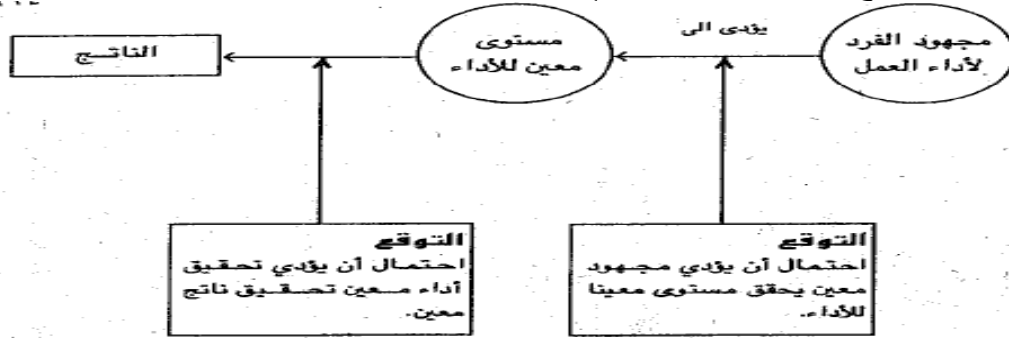 مجهود الفرد
لأداء العمل
يؤدى الى
مستوى
معين للأداء
الناتج
التوقع
احتمال أن يؤدي مجهود
معين يحقق مستوى معينا
للأداء.
التوقع
احتمال أن يؤدي تحقيق
أداء معين تحقيق ناتج
معين.